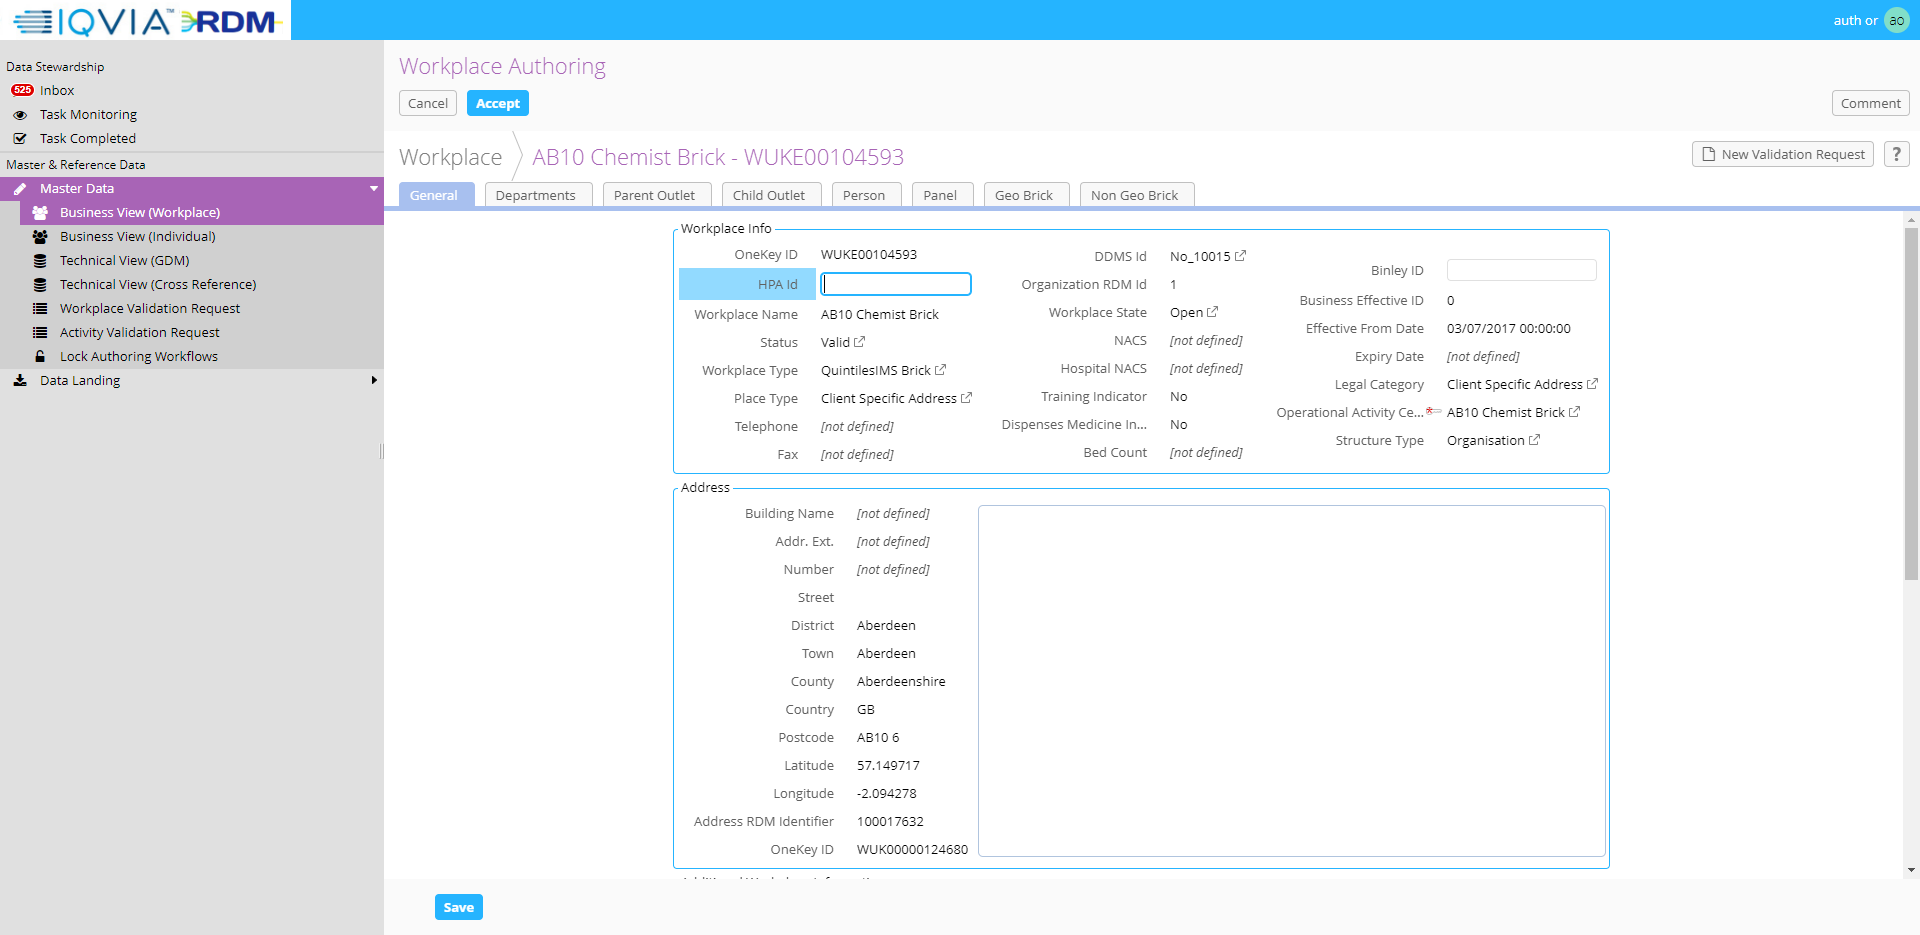 IQVIA™ RDM
auth or ao
Data Stewardship
525 Inbox
Task Monitoring
Task Completed
Master & Reference Data
Master Data
Business View (Workplace)
Business View (Individual)
Technical View (GDM)
Technical View (Cross Reference)
Workplace Validation Request
Activity Validation Request
Lock Authoring Workflows
Data Landing
Workplace Authoring
Cancel Accept Comment
Workplace AB10 Chemist Brick - WUKE00104593 New Validation Request ?
General Departments Parent Outlet Child Outlet Person Panel Geo Brick Non Geo Brick
Workplace Info
OneKey ID WUKE00104593
HPA Id
Workplace Name AB10 Chemist Brick
Status Valid
Workplace Type QuintilesIMS Brick
Place Type Client Specific Address
Telephone [not defined]
Fax [not defined]
DDMS Id No_10015
Organization RDM Id 1
Workplace State Open
NACS [not defined]
Hospital NACS [not defined]
Training Indicator No
Dispenses Medicine In... No
Bed Count [not defined]
Binley ID
Business Effective ID 0
Effective From Date 03/07/2017 00:00:00
Expiry Date [not defined]
Legal Category Client Specific Address
Operational Activity Ce... AB10 Chemist Brick
Structure Type Organisation
Address
Building Name [not defined]
Addr. Ext. [not defined]
Number [not defined]
Street
District Aberdeen
Town Aberdeen
County Aberdeenshire
Country GB
Postcode AB10 6
Latitude 57.149717
Longitude -2.094278
Address RDM Identifier 100017632
OneKey ID WUK00000124680
Save